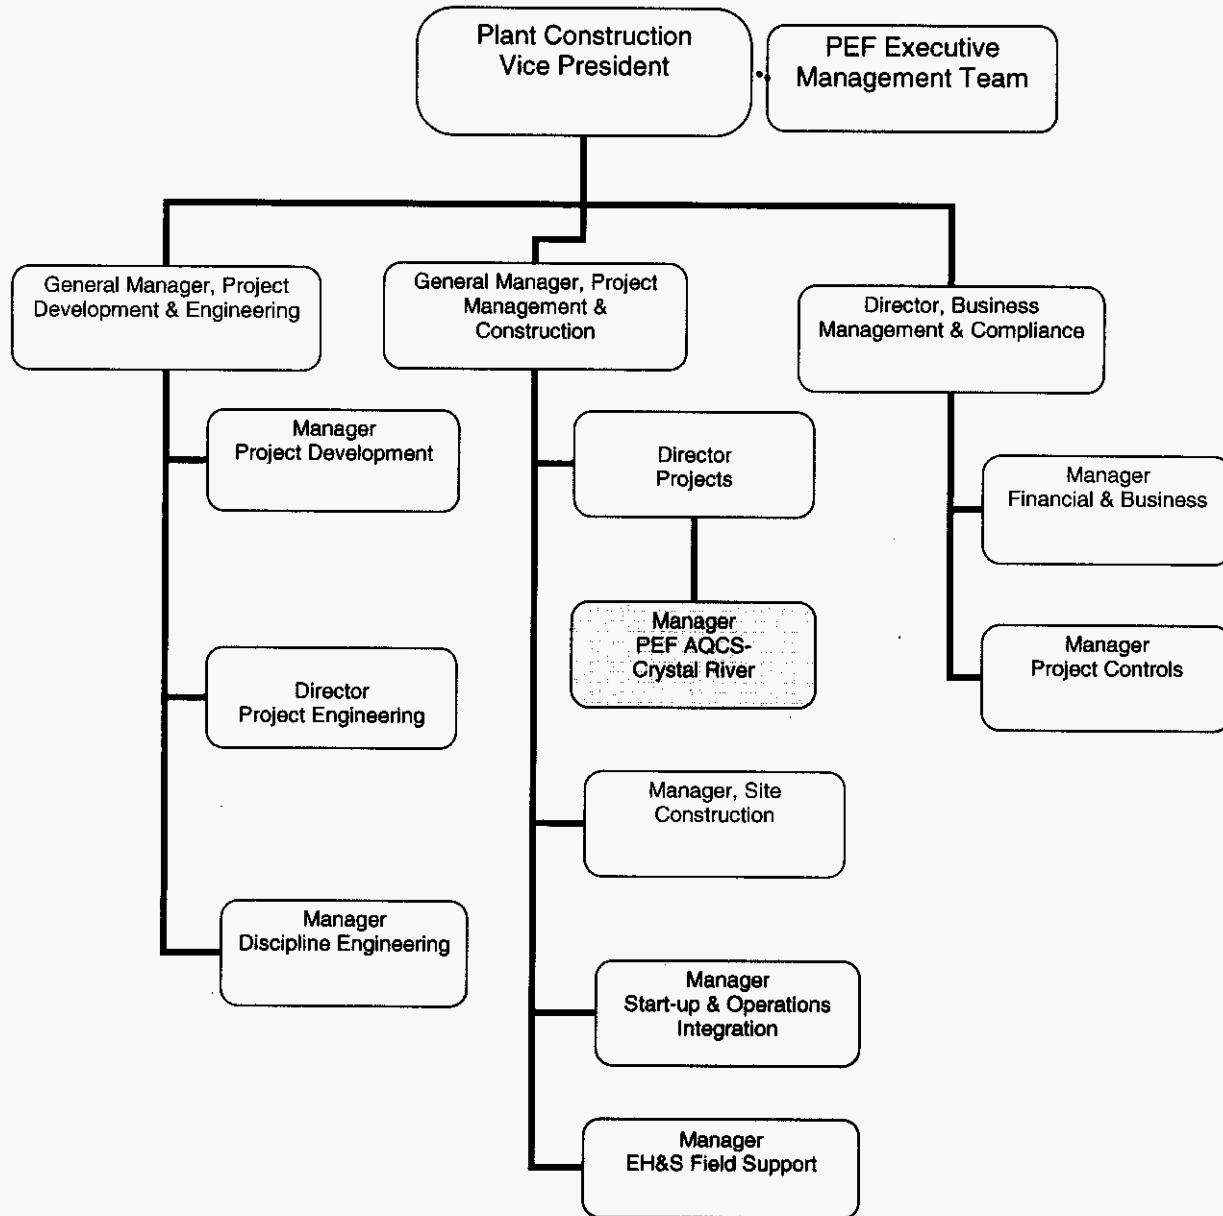 Plant Construction
Vice President
PEF Executive
Management Team
General Manager, Project
Development & Engineering
General Manager, Project
Management &
Construction
Director, Business
Management & Compliance
Manager
Project Development
Director
Projects
Manager
Financial & Business
Manager
PEF AQCS-
Crystal River
Manager
Project Controls
Director
Project Engineering
Manager, Site
Construction
Manager
Discipline Engineering
Manager
Start-up & Operations
Integration
Manager
EH&S Field Support